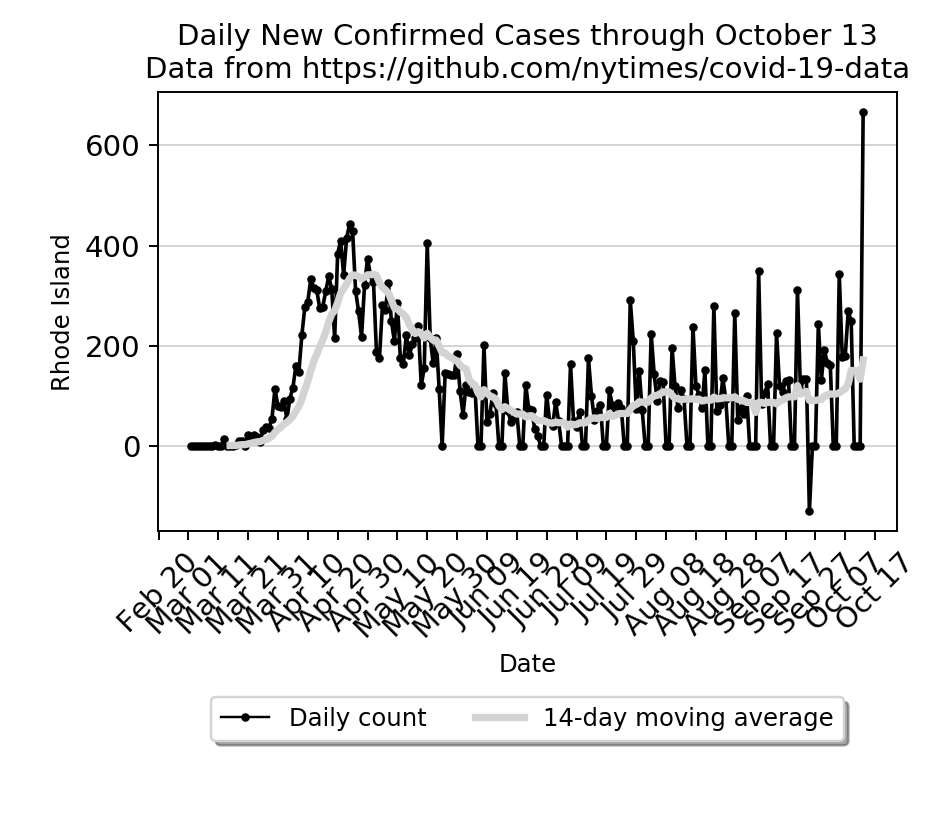 Daily New Confirmed Cases through October 13
Data from https://github.com/nytimes/covid-19-data
600
400
200
0
Rhode Island
Feb 20
Mar 01
Mar 11
Mar 21
Mar 31
Apr 10
Apr 20
Apr 30
May 10
May 20
May 30
Jun 09
Jun 19
Jun 29
Jul 09
Jul 19
Jul 29
Aug 08
Aug 18
Aug 28
Sep 07
Sep 17
Sep 27
Oct 07
Oct 17
Date
Daily count
14-day moving average